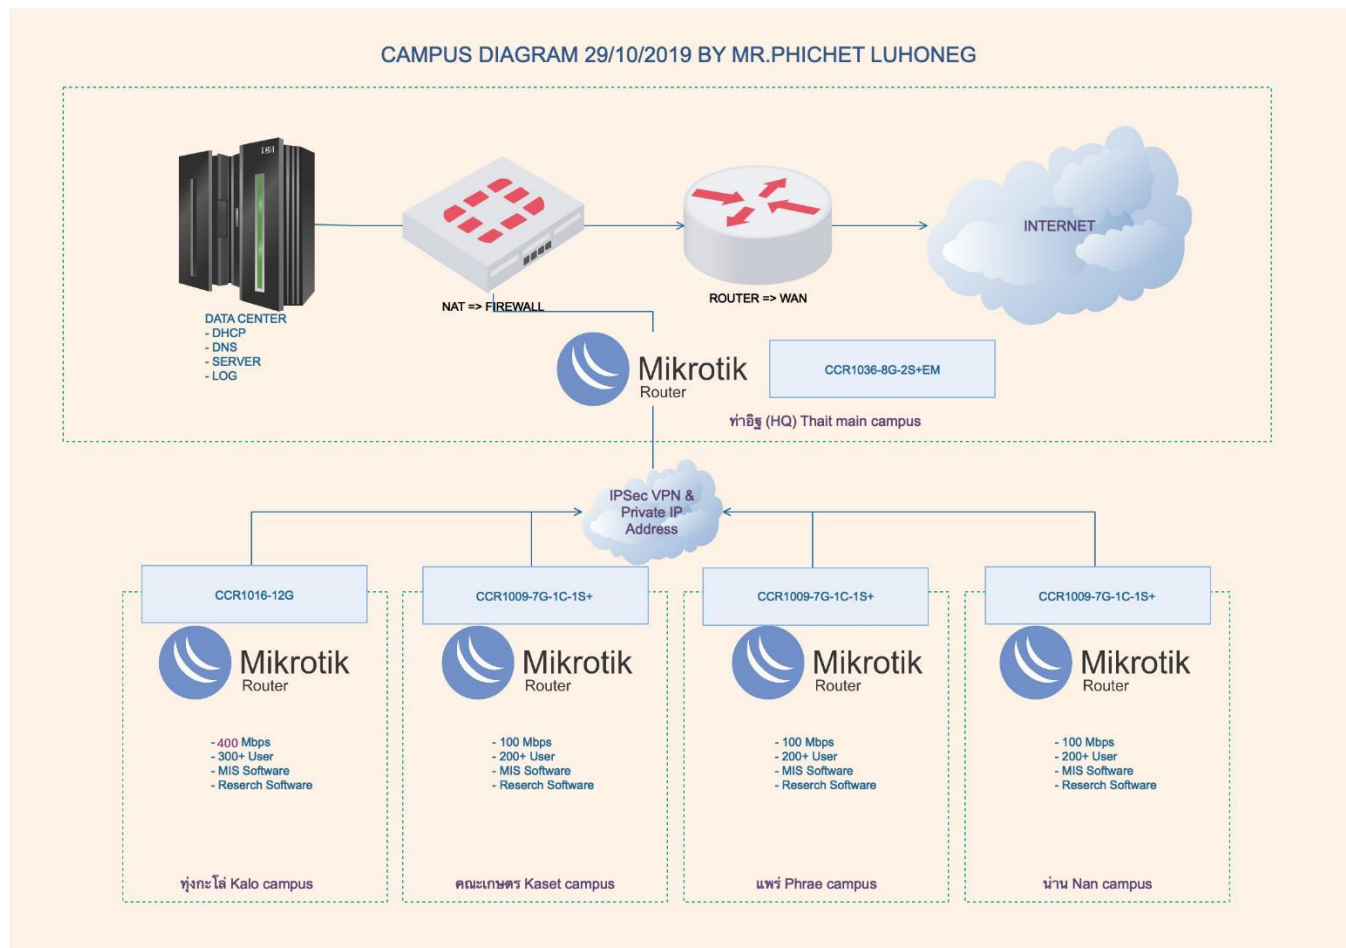 CAMPUS DIAGRAM 29/10/2019 BY MR.PHICHET LUHONEG
INTERNET
NAT => FIREWALL
ROUTER => WAN
DATA CENTER
- DHCP
- DNS
- SERVER
- LOG
Mikrotik
Router
CCR1036-8G-2S+EM
ท่าอิฐ (HQ) Thait main campus
IPSec VPN &
Private IP
Address
CCR1016-12G
Mikrotik
Router
- 400 Mbps
- 300+ User
- MIS Software
- Reserch Software
ทุ่งกะโล่ Kalo campus
CCR1009-7G-1C-1S+
Mikrotik
Router
- 100 Mbps
- 200+ User
- MIS Software
- Reserch Software
คณะเกษตร Kaset campus
CCR1009-7G-1C-1S+
Mikrotik
Router
- 100 Mbps
- 200+ User
- MIS Software
- Reserch Software
แพร่ Phrae campus
CCR1009-7G-1C-1S+
Mikrotik
Router
- 100 Mbps
- 200+ User
- MIS Software
- Reserch Software
น่าน Nan campus